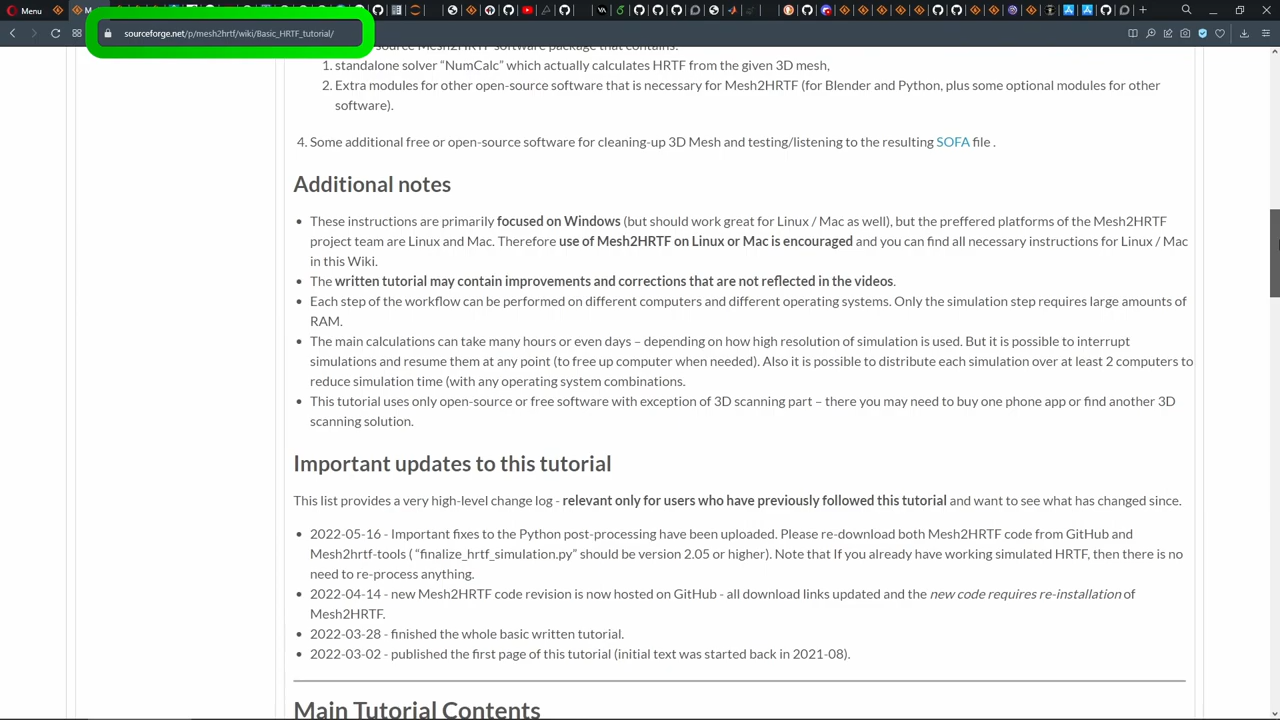 Menu
M
sourceforge.net/p/mesh2hrtf/wiki/Basic_HRTF_tutorial/
source Mesh2HRTF software package that contains:
1. standalone solver “NumCalc” which actually calculates HRTF from the given 3D mesh,
2. Extra modules for other open-source software that is necessary for Mesh2HRTF (for Blender and Python, plus some optional modules for other
software).
4. Some additional free or open-source software for cleaning-up 3D Mesh and testing/listening to the resulting SOFA file .
Additional notes
• These instructions are primarily focused on Windows (but should work great for Linux / Mac as well), but the preffered platforms of the Mesh2HRTF
project team are Linux and Mac. Therefore use of Mesh2HRTF on Linux or Mac is encouraged and you can find all necessary instructions for Linux / Mac
in this Wiki.
• The written tutorial may contain improvements and corrections that are not reflected in the videos.
• Each step of the workflow can be performed on different computers and different operating systems. Only the simulation step requires large amounts of
RAM.
• The main calculations can take many hours or even days – depending on how high resolution of simulation is used. But it is possible to interrupt
simulations and resume them at any point (to free up computer when needed). Also it is possible to distribute each simulation over at least 2 computers to
reduce simulation time (with any operating system combinations.
• This tutorial uses only open-source or free software with exception of 3D scanning part – there you may need to buy one phone app or find another 3D
scanning solution.
Important updates to this tutorial
This list provides a very high-level change log - relevant only for users who have previously followed this tutorial and want to see what has changed since.
• 2022-05-16 - Important fixes to the Python post-processing have been uploaded. Please re-download both Mesh2HRTF code from GitHub and
Mesh2hrtf-tools ( “finalize_hrtf_simulation.py” should be version 2.05 or higher). Note that If you already have working simulated HRTF, then there is no
need to re-process anything.
• 2022-04-14 - new Mesh2HRTF code revision is now hosted on GitHub - all download links updated and the new code requires re-installation of
Mesh2HRTF.
• 2022-03-28 - finished the whole basic written tutorial.
• 2022-03-02 - published the first page of this tutorial (initial text was started back in 2021-08).
Main Tutorial Contents